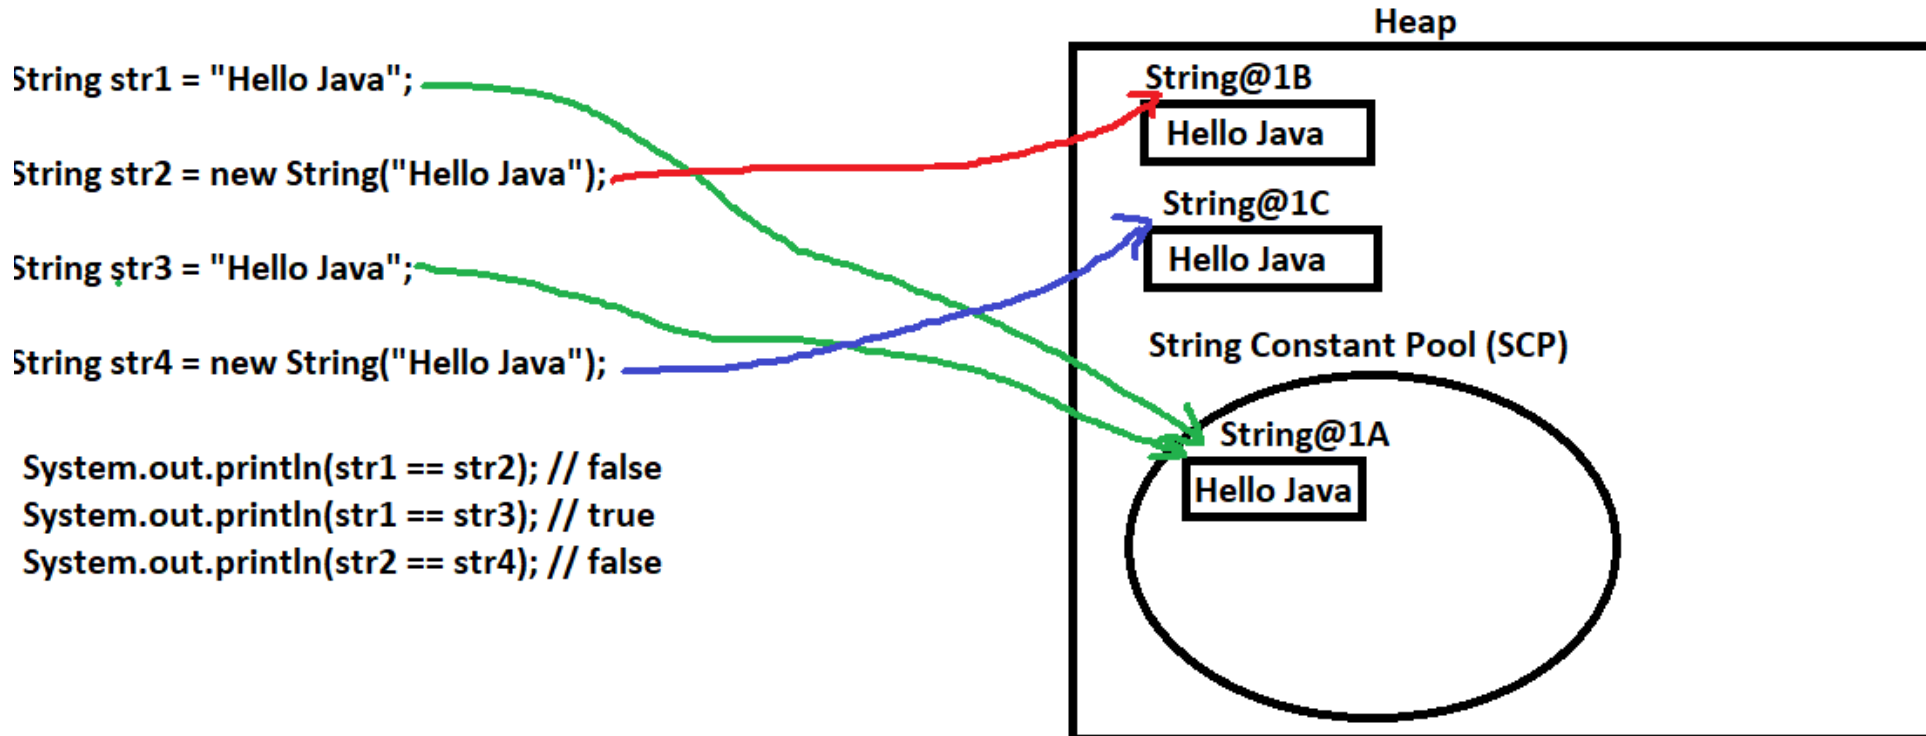 String str1 = "Hello Java";
String str2 = new String("Hello Java");
String str3 = "Hello Java";
String str4 = new String("Hello Java");
System.out.println(str1 == str2); // false
System.out.println(str1 == str3); // true
System.out.println(str2 == str4); // false
Heap
String@1B
Hello Java
String@1C
Hello Java
String Constant Pool (SCP)
String@1A
Hello Java